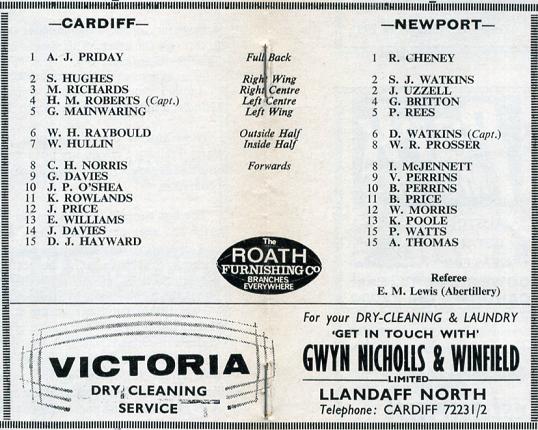 —CARDIFF— —NEWPORT—
1 A. J. PRIDAY Full Back 1 R. CHENEY
2 S. HUGHES Right Wing 2 S. J. WATKINS
3 M. RICHARDS Right Centre 2 J. UZZELL
4 H. M. ROBERTS (Capt.) Left Centre 4 G. BRITTON
5 G. MAINWARING Left Wing 5 P. REES
6 W. H. RAYBOULD Outside Half 6 D. WATKINS (Capt.)
7 W. HULLIN Inside Half 8 W. R. PROSSER
8 C. H. NORRIS Forwards 8 I. McJENNETT
9 G. DAVIES 9 V. PERRINS
10 J. P. O'SHEA 10 B. PERRINS
11 K. ROWLANDS 11 B. PRICE
12 J. PRICE 12 W. MORRIS
13 E. WILLIAMS 13 K. POOLE
14 J. DAVIES 15 P. WATTS
15 D. J. HAYWARD 15 A. THOMAS
The
ROATH
FURNISHING CO
BRANCHES
EVERYWHERE
Referee
E. M. Lewis (Abertillery)
VICTORIA
DRY CLEANING
SERVICE
For your DRY-CLEANING & LAUNDRY
'GET IN TOUCH WITH'
GWYN NICHOLLS & WINFIELD
LIMITED
LLANDAFF NORTH
Telephone: CARDIFF 72231/2